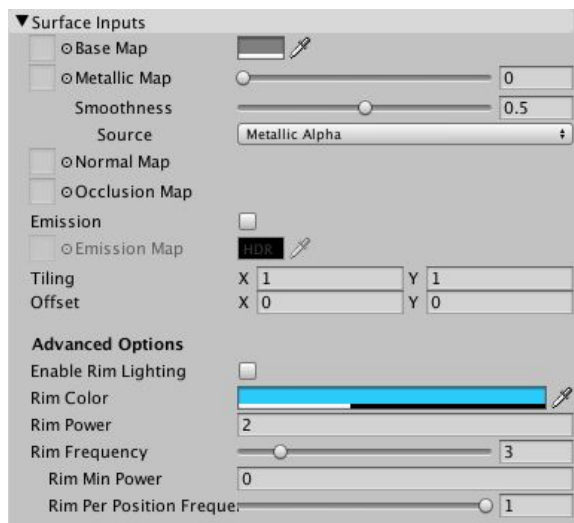 Surface Inputs
Base Map
Metallic Map 0
Smoothness 0.5
Source Metallic Alpha
Normal Map
Occlusion Map
Emission
Emission Map HDR
Tiling X 1 Y 1
Offset X 0 Y 0
Advanced Options
Enable Rim Lighting
Rim Color
Rim Power 2
Rim Frequency 3
Rim Min Power 0
Rim Per Position Freque 1